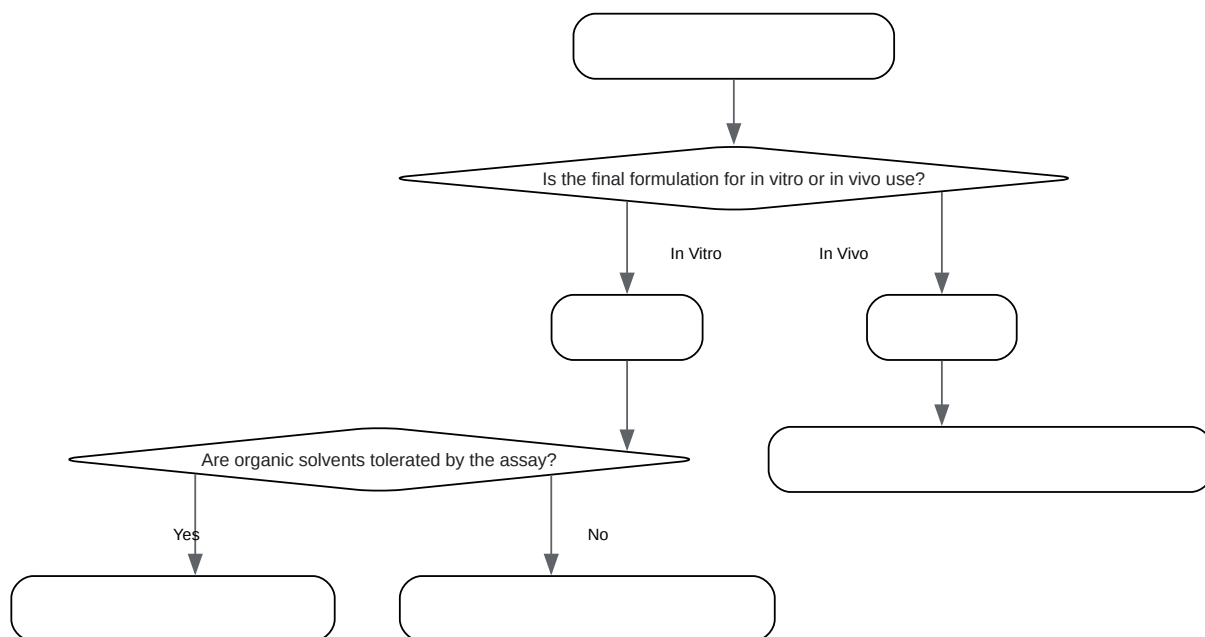 Is the final formulation for in vitro or in vivo use?
In Vitro
In Vivo
Are organic solvents tolerated by the assay?
Yes
No